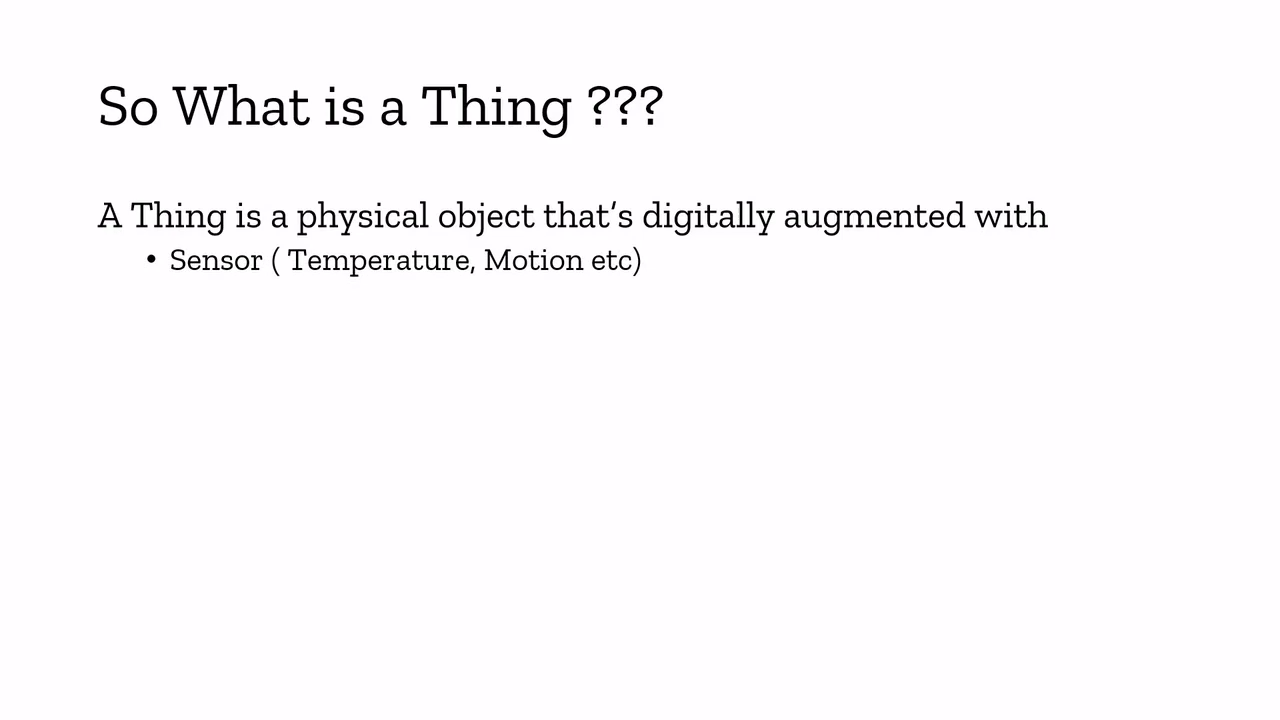 So What is a Thing ???
A Thing is a physical object that’s digitally augmented with
• Sensor ( Temperature, Motion etc)